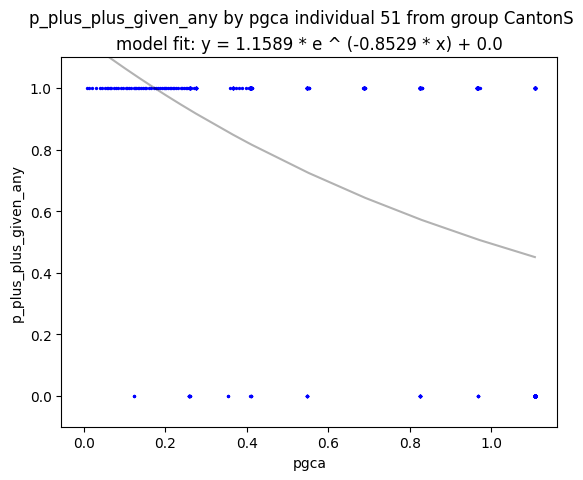 p_plus_plus_given_any by pgca individual 51 from group CantonS
model fit: y = 1.1589 * e ^ (-0.8529 * x) + 0.0
p_plus_plus_given_any
1.0
0.8
0.6
0.4
0.2
0.0
0.0 0.2 0.4 0.6 0.8 1.0
pgca